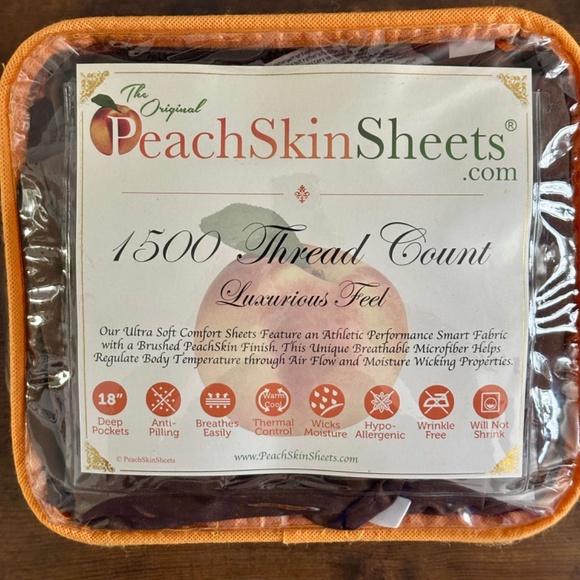 The
Original
PeachSkinSheets®
.com
1500 Thread Count
Luxurious Feel
Our Ultra Soft Comfort Sheets Feature an Athletic Performance Smart Fabric
with a Brushed PeachSkin Finish. This Unique Breathable Microfiber Helps
Regulate Body Temperature through Air Flow and Moisture Wicking Properties.
18"
Deep
Pockets
Anti-
Pilling
Breathes
Easily
Warm
Cool
Thermal
Control
Wicks
Moisture
Hypo-
Allergenic
Wrinkle
Free
Will Not
Shrink
© PeachSkinSheets
www.PeachSkinSheets.com